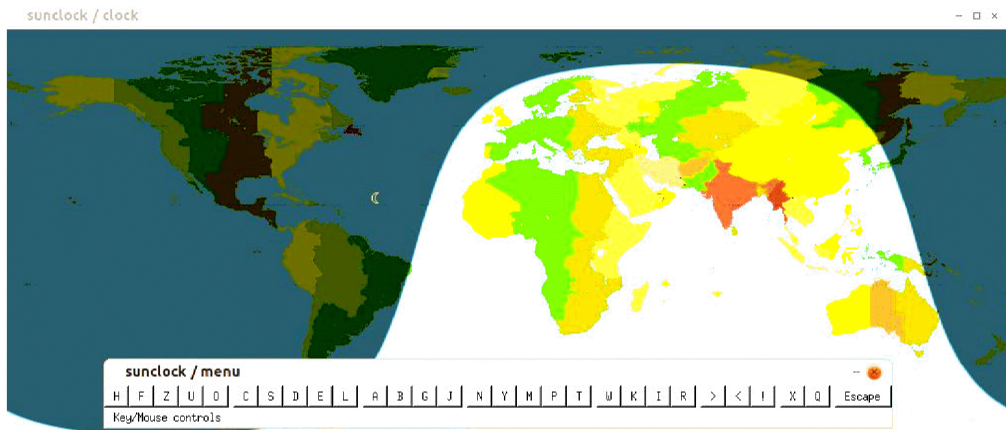 sunclock / clock
sunclock / menu
H F Z U O C S D E L A B G J N Y M P T W K I R > < ! X Q Escape
Key/Mouse controls